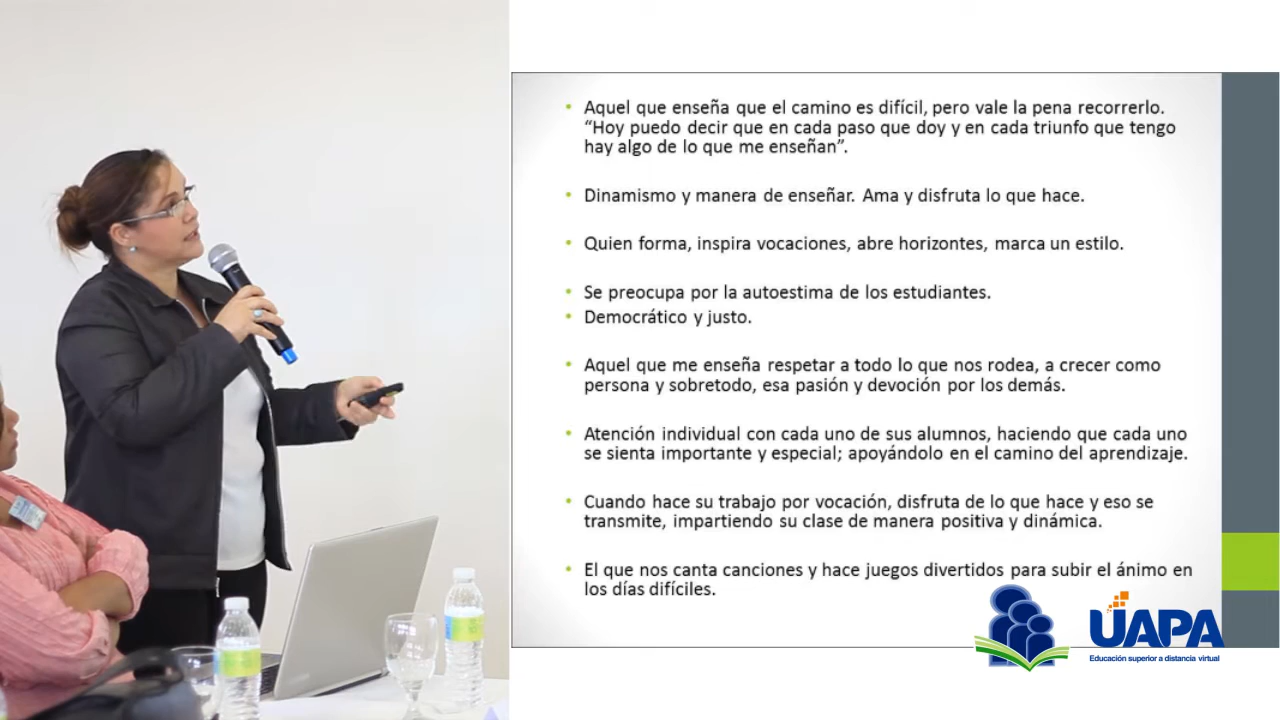 • Aquel que enseña que el camino es difícil, pero vale la pena recorrerlo.
“Hoy puedo decir que en cada paso que doy y en cada triunfo que tengo
hay algo de lo que me enseñan”.
• Dinamismo y manera de enseñar. Ama y disfruta lo que hace.
• Quien forma, inspira vocaciones, abre horizontes, marca un estilo.
• Se preocupa por la autoestima de los estudiantes.
• Democrático y justo.
• Aquel que me enseña respetar a todo lo que nos rodea, a crecer como
persona y sobretodo, esa pasión y devoción por los demás.
• Atención individual con cada uno de sus alumnos, haciendo que cada uno
se sienta importante y especial; apoyándolo en el camino del aprendizaje.
• Cuando hace su trabajo por vocación, disfruta de lo que hace y eso se
transmite, impartiendo su clase de manera positiva y dinámica.
• El que nos canta canciones y hace juegos divertidos para subir el ánimo en
los días difíciles.
UAPA
Educación superior a distancia virtual